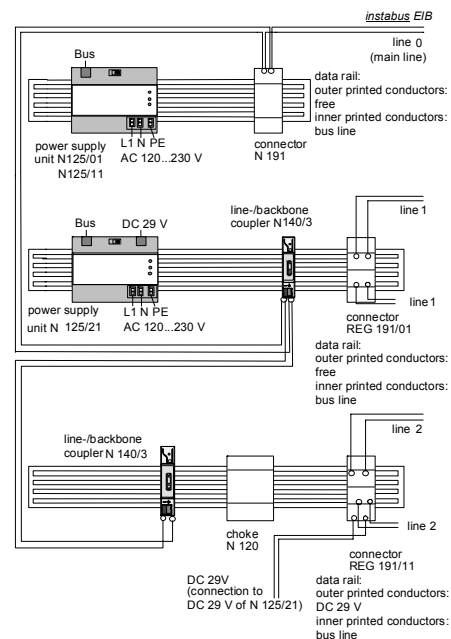 instabus EIB
line 0
(main line)
Bus
data rail:
outer printed conductors:
free
inner printed conductors:
bus line
power supply
unit N125/01
N125/11
L1 N PE
AC 120...230 V
connector
N 191
Bus
DC 29 V
line-/backbone
coupler N 140/3
line 1
power supply
unit N 125/21
L1 N PE
AC 120...230 V
line 1
connector
REG 191/01
data rail:
outer printed conductors:
free
inner printed conductors:
bus line
line-/backbone
coupler N 140/3
line 2
choke
N 120
line 2
connector
REG 191/11
DC 29V
(connection to
DC 29 V of N 125/21)
data rail:
outer printed conductors:
DC 29 V
inner printed conductors:
bus line